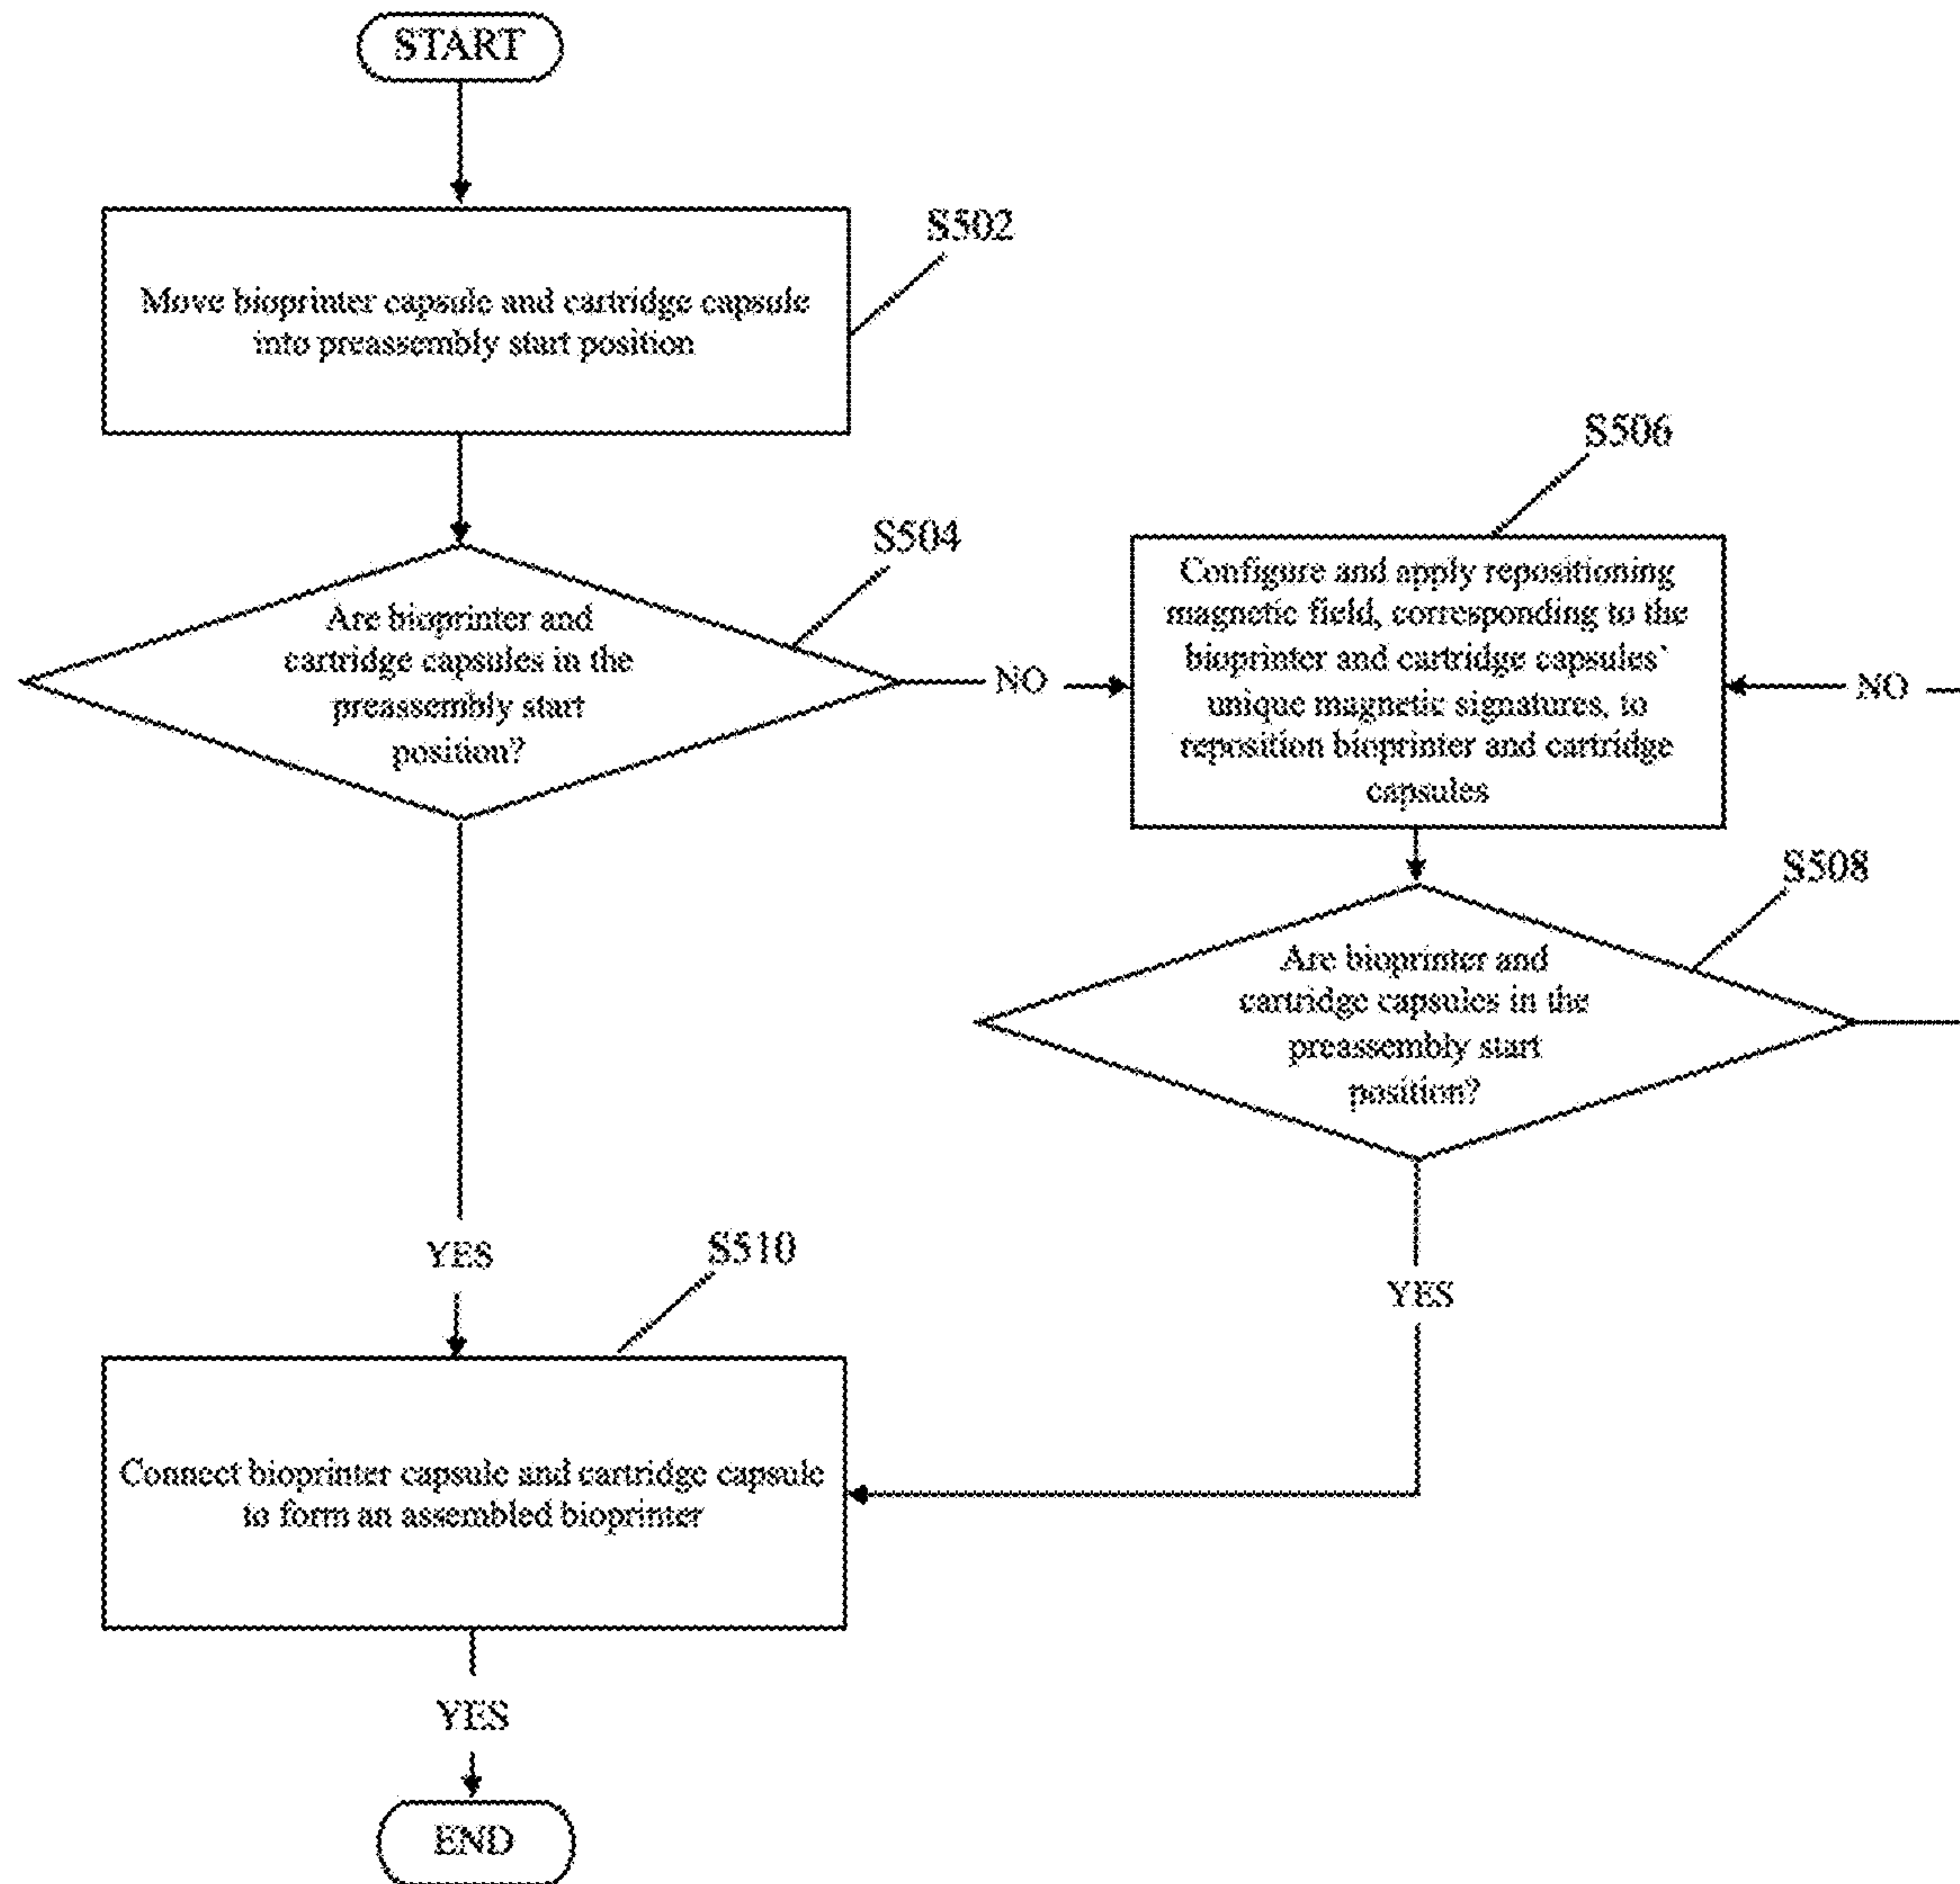 START
S502
Move bioprinter capsule and cartridge capsule
into preassembly start position
S504
Are bioprinter and
cartridge capsules in the
preassembly start
position?
NO
S506
Configure and apply repositioning
magnetic field, corresponding to the
bioprinter and cartridge capsules`
unique magnetic signatures, to
reposition bioprinter and cartridge
capsules
NO
S508
Are bioprinter and
cartridge capsules in the
preassembly start
position?
YES
YES
S510
Connect bioprinter capsule and cartridge capsule
to form an assembled bioprinter
YES
END